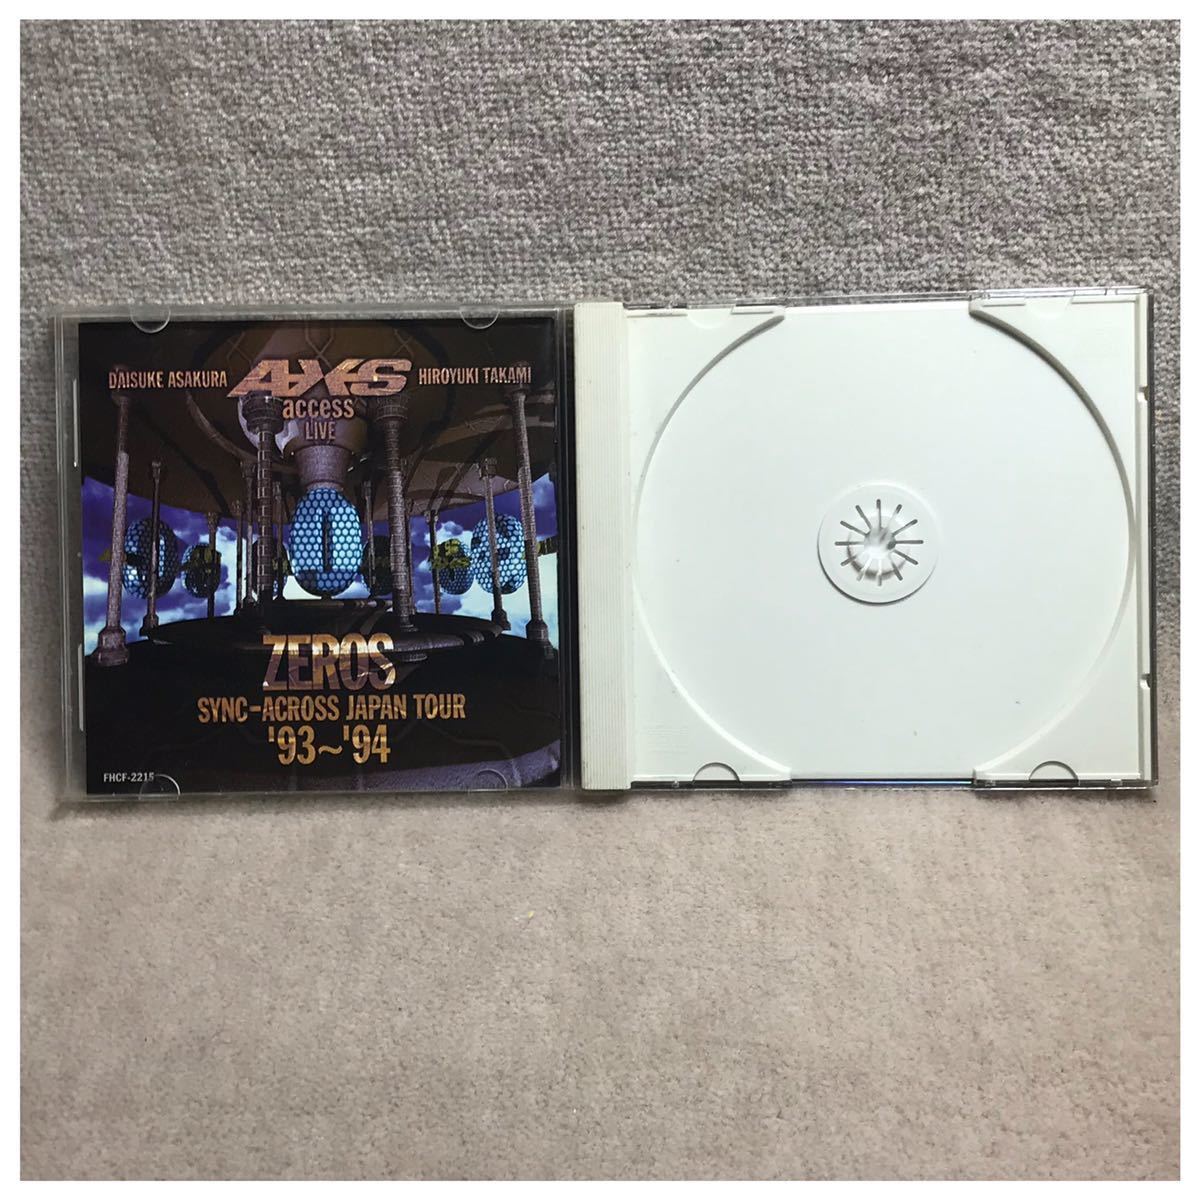 DAISUKE ASAKURA AXS HIROYUKI TAKAMI
access
LIVE
ZEROS
SYNC-ACROSS JAPAN TOUR
'93~'94
FHCF-2215